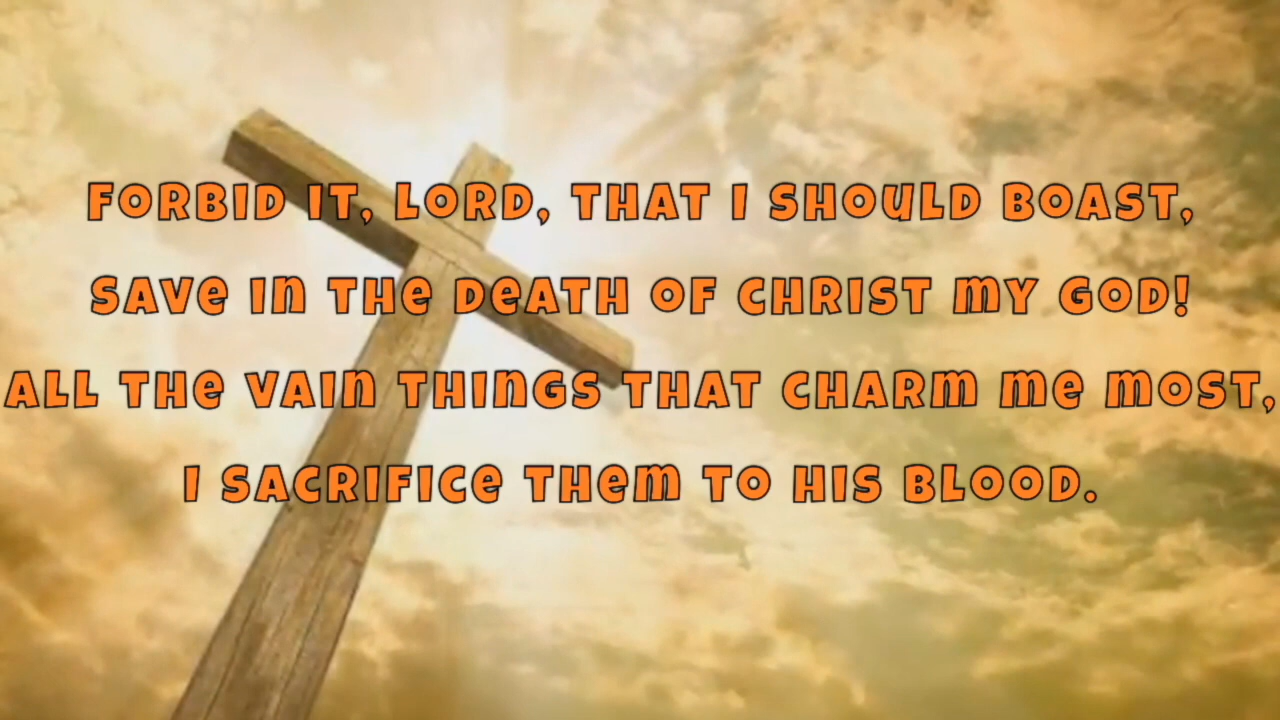 FORBID IT, LORD, THAT I SHOULD BOAST,
SAVE IN THE DEATH OF CHRIST MY GOD!
ALL THE VAIN THINGS THAT CHARM ME MOST,
I SACRIFICE THEM TO HIS BLOOD.